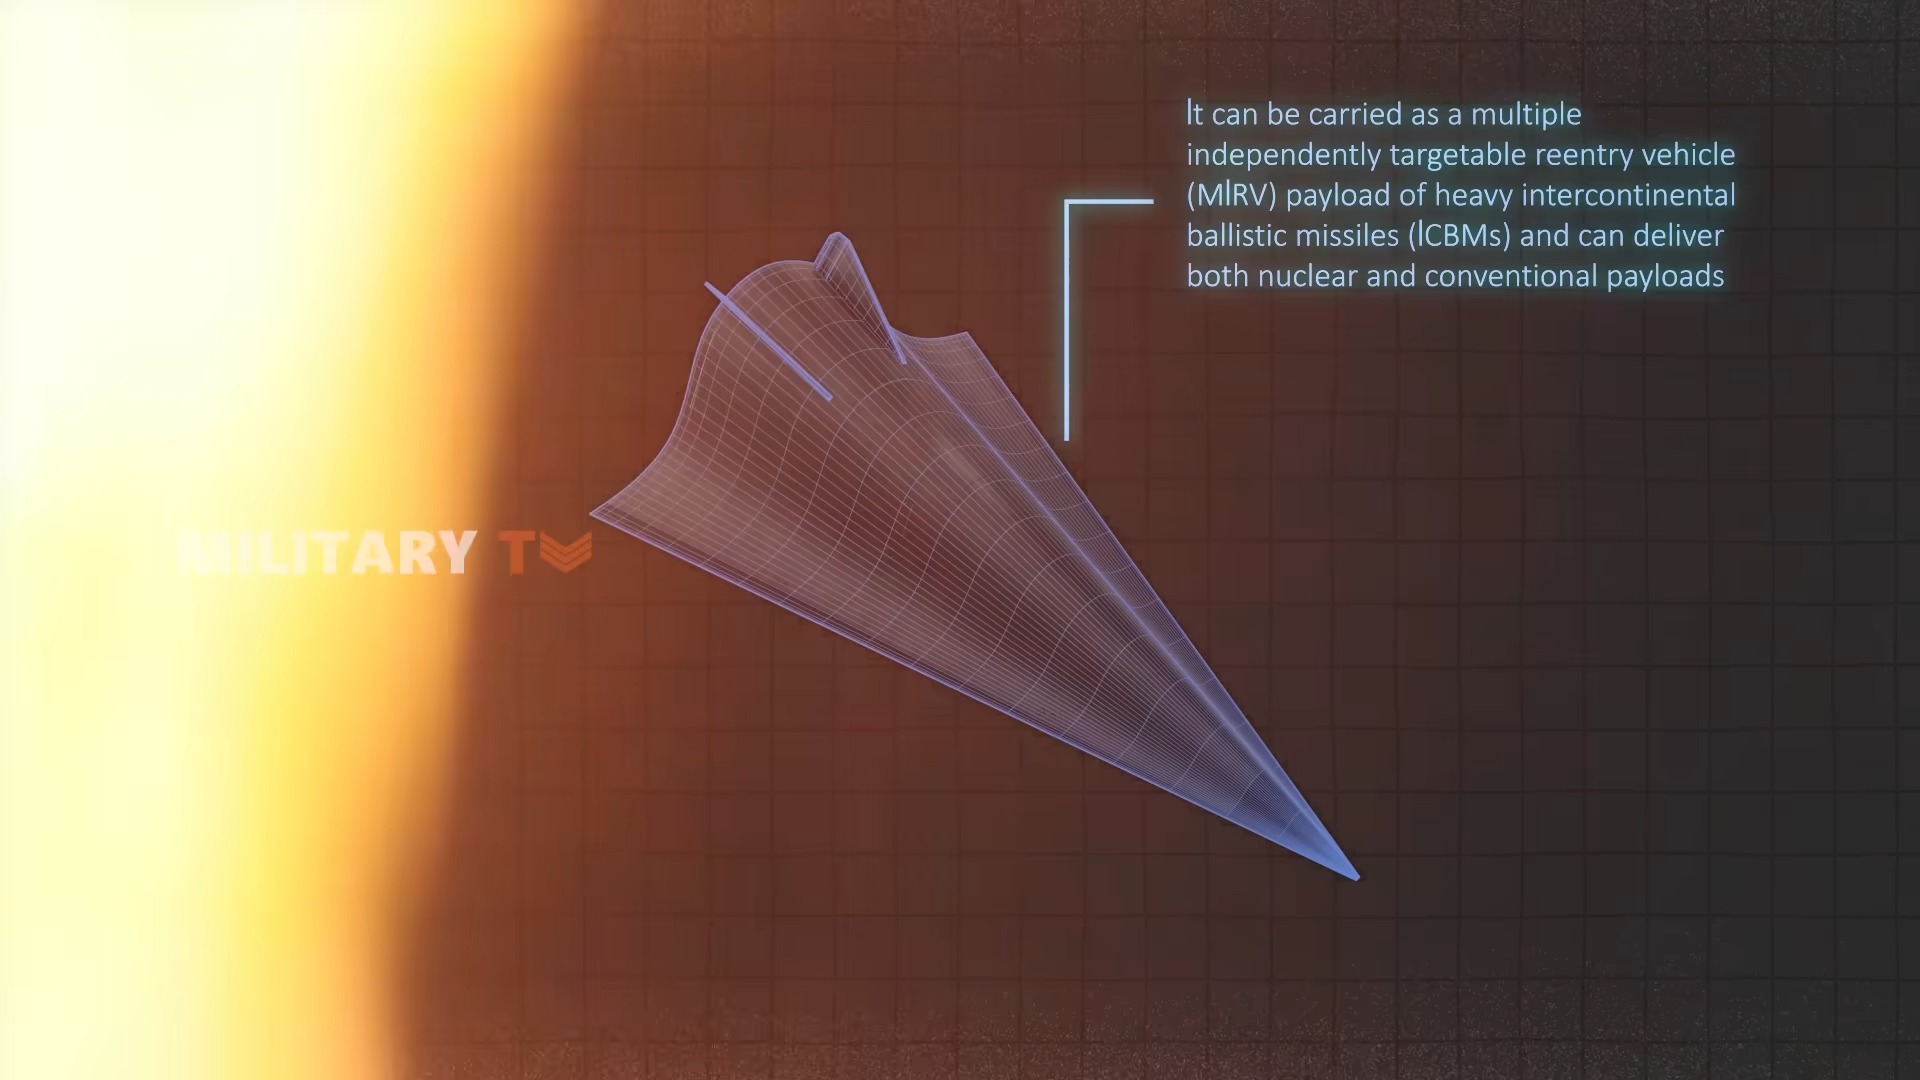 It can be carried as a multiple
independently targetable reentry vehicle
(MIRV) payload of heavy intercontinental
ballistic missiles (ICBMs) and can deliver
both nuclear and conventional payloads
MILITARY TV